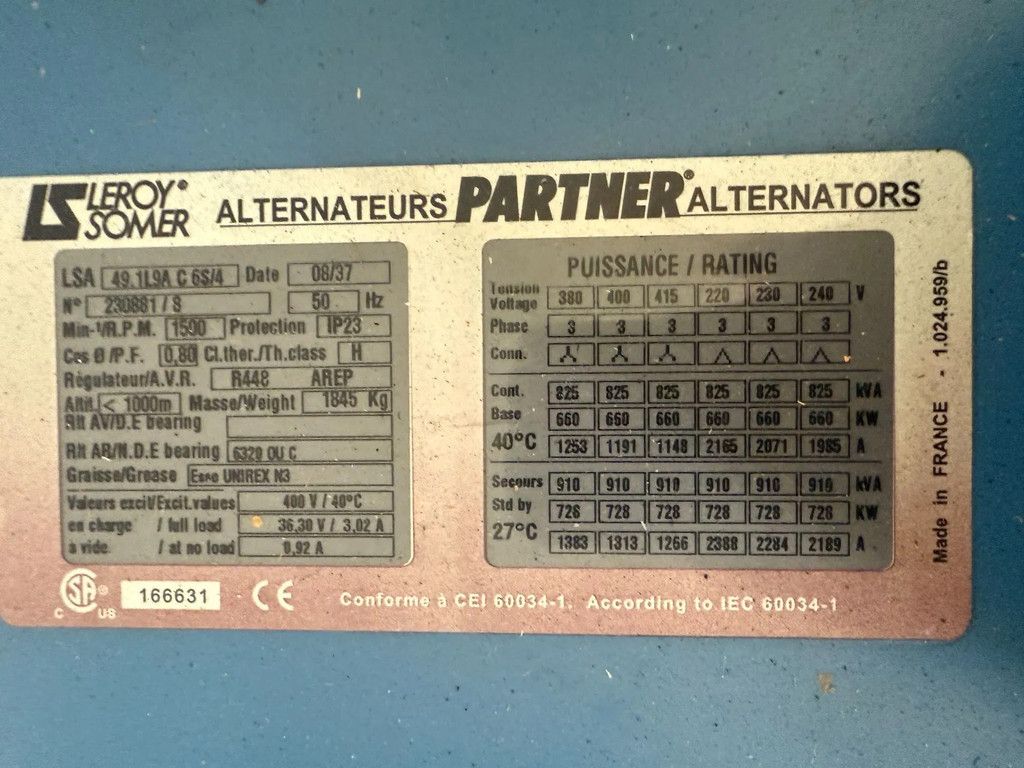 LEROY® SOMER
ALTERNATEURS PARTNER® ALTERNATORS
LSA 49.1L9A C 6S/4 Date 08/37
N° 230881 / 8 50 Hz
Min-¹/R.P.M. 1500 Protection IP23
Cos Ø /P.F. 0,80 Cl.ther./Th.class H
Régulateur/A.V.R. R448 AREP
Altit. < 1000m Masse/Weight 1845 Kg
Rlt AV/D.E bearing
Rlt AR/N.D.E bearing 6320 OU C
Graisse/Grease Esso UNIREX N3
Valeurs excit/Excit.values 400 V / 40°C
en charge / full load 36,30 V / 3,02 A
à vide. / at no load 0,92 A
PUISSANCE / RATING
Tension Voltage 380 400 415 220 230 240 V
Phase 3 3 3 3 3 3
Conn.
Cont. 825 825 825 825 825 825 kVA
Base 660 660 660 660 660 660 KW
40°C 1253 1191 1148 2165 2071 1985 A
Secours 910 910 910 910 910 910 kVA
Std by 728 728 728 728 728 728 KW
27°C 1383 1313 1266 2388 2284 2189 A
Made in FRANCE - 1.024.959/b
C SA® US 166631 CE Conforme à CEI 60034-1. According to IEC 60034-1